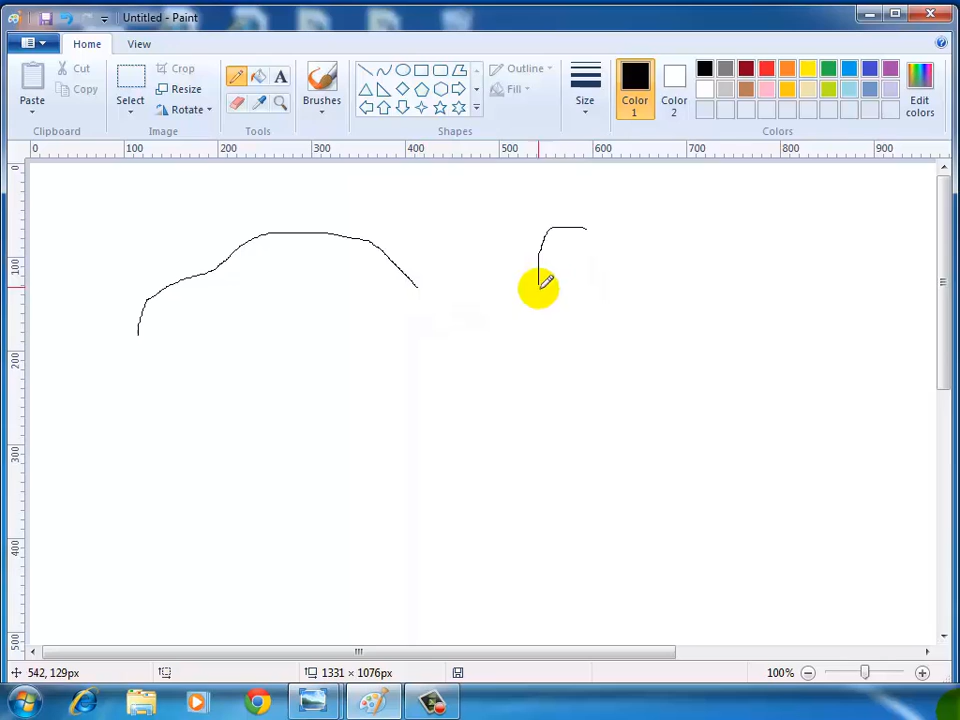 Untitled - Paint
Home View
Paste
Cut
Copy
Clipboard
Select
Crop
Resize
Rotate
Image
A
Tools
Brushes
Shapes
Outline
Fill
Size
Color 1
Color 2
Edit colors
Colors
0 100 200 300 400 500 600 700 800 900
0
100
200
300
400
500
542, 129px
1331 × 1076px
100%